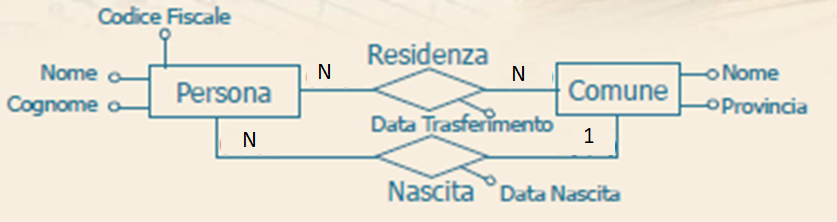 Codice Fiscale
Residenza
Nome
N
N
Nome
Persona
Comune
Cognome
Provincia
Data Trasferimento
N
1
Nascita
Data Nascita